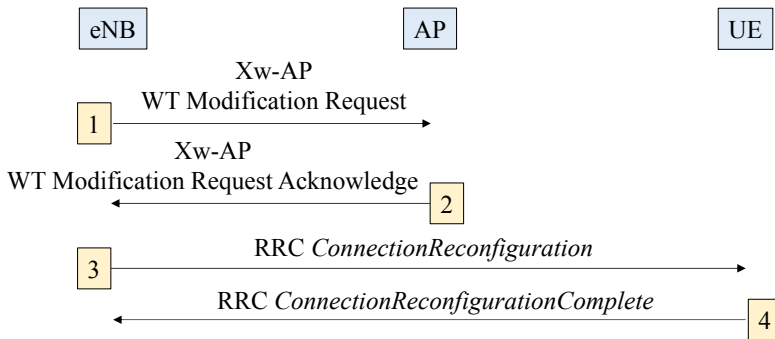 eNB
AP
UE
Xw-AP
WT Modification Request
1
Xw-AP
WT Modification Request Acknowledge
2
RRC ConnectionReconfiguration
3
RRC ConnectionReconfigurationComplete
4